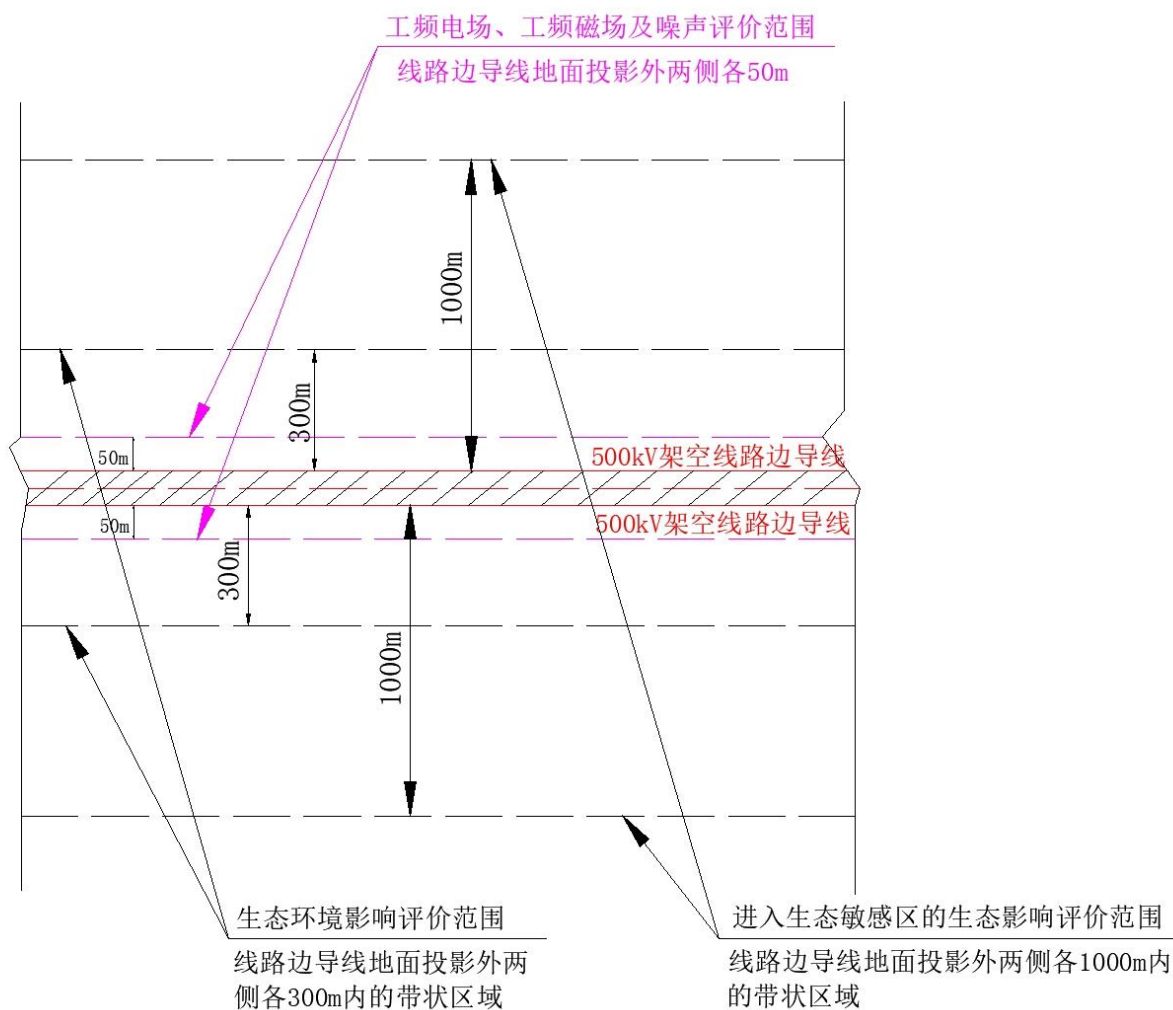 工频电场、工频磁场及噪声评价范围
线路边导线地面投影外两侧各50m
1000m
300m
50m
500kV架空线路边导线
50m
500kV架空线路边导线
300m
1000m
生态环境影响评价范围
线路边导线地面投影外两
侧各300m内的带状区域
进入生态敏感区的生态影响评价范围
线路边导线地面投影外两侧各1000m内
的带状区域